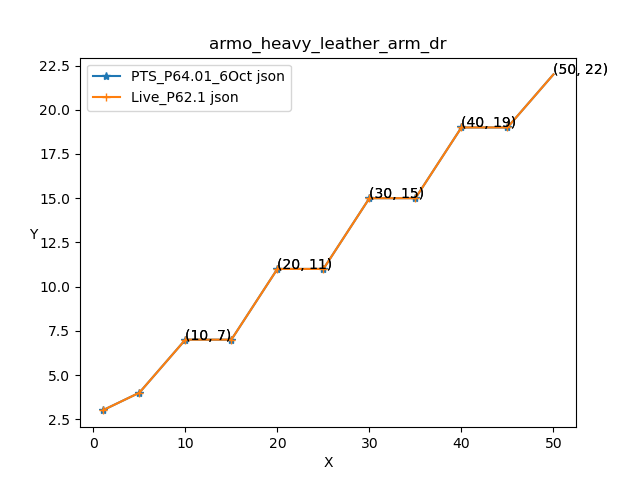 armo_heavy_leather_arm_dr
PTS_P64.01_6Oct json
Live_P62.1 json
22.5
20.0
17.5
15.0
12.5
10.0
7.5
5.0
2.5
Y
(50, 22)
(40, 19)
(30, 15)
(20, 11)
(10, 7)
0 10 20 30 40 50
X